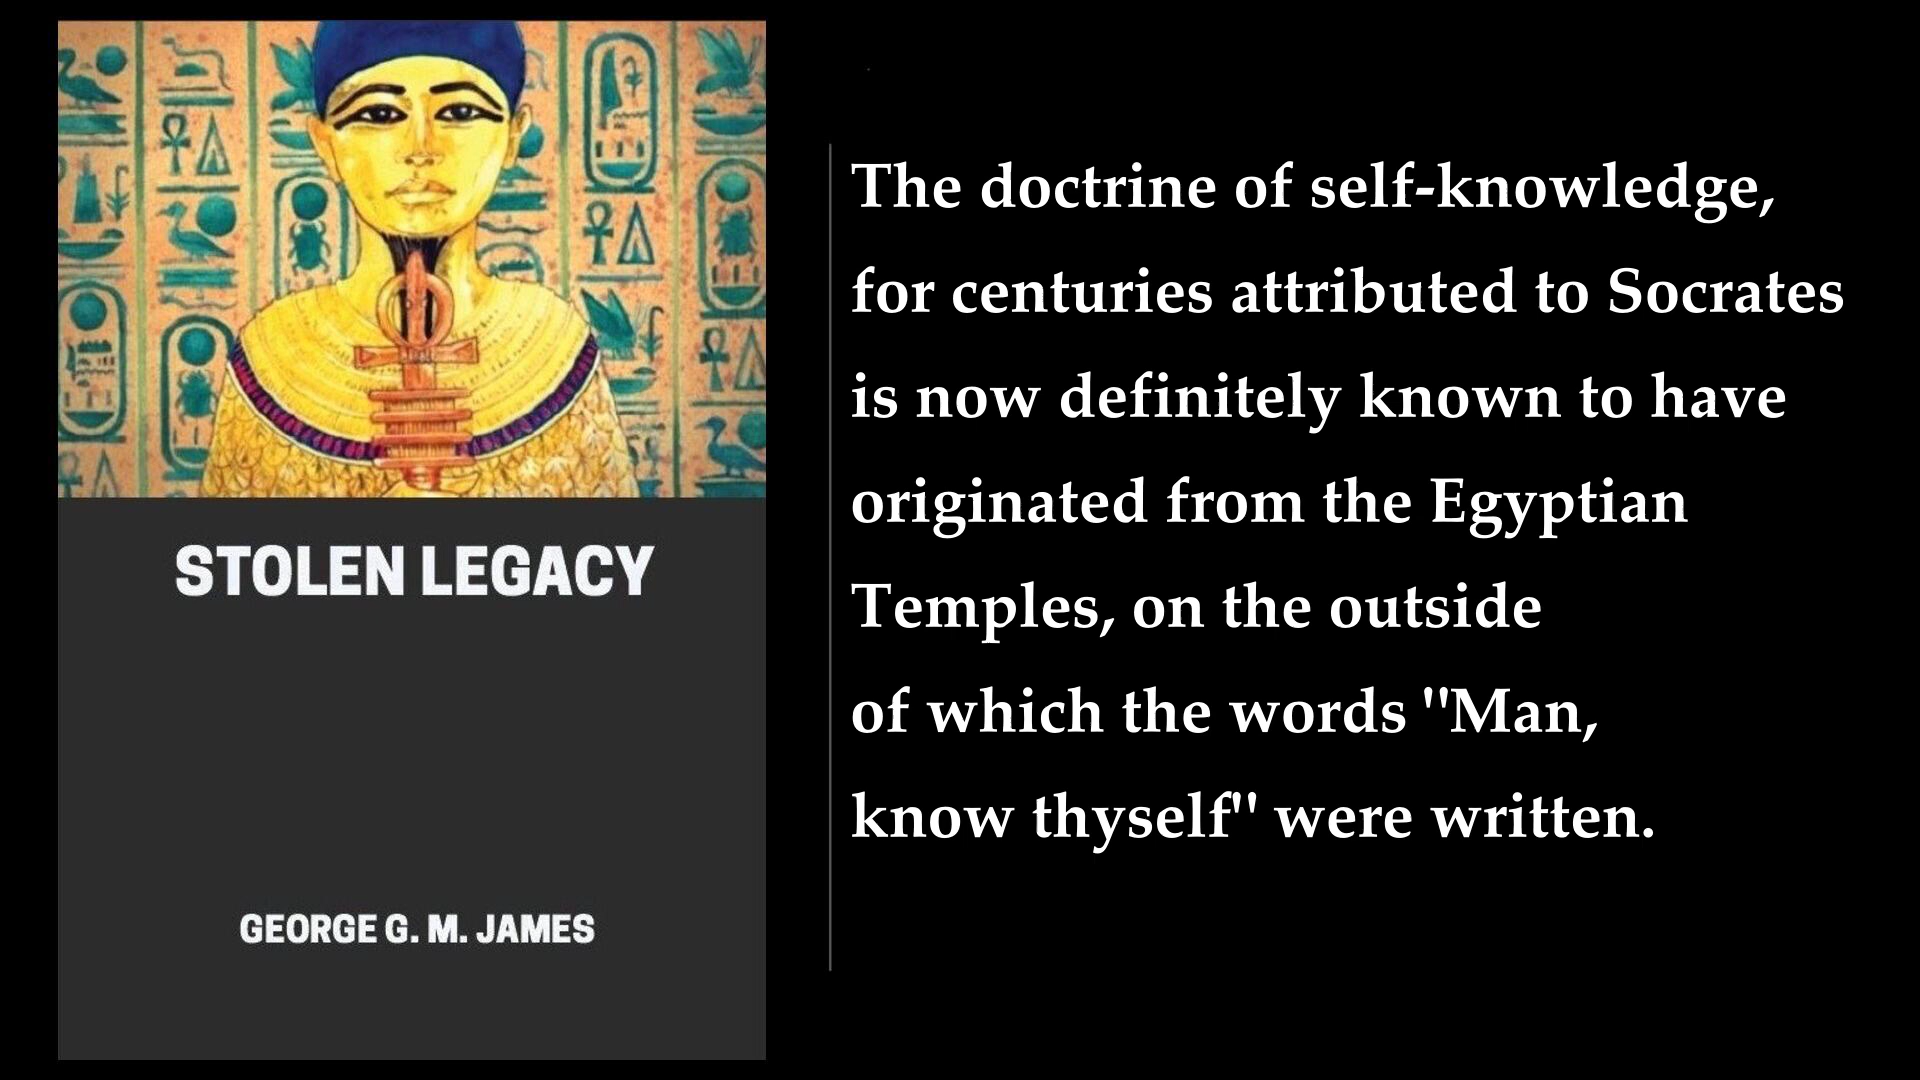 STOLEN LEGACY
GEORGE G. M. JAMES
The doctrine of self-knowledge,
for centuries attributed to Socrates
is now definitely known to have
originated from the Egyptian
Temples, on the outside
of which the words "Man,
know thyself" were written.